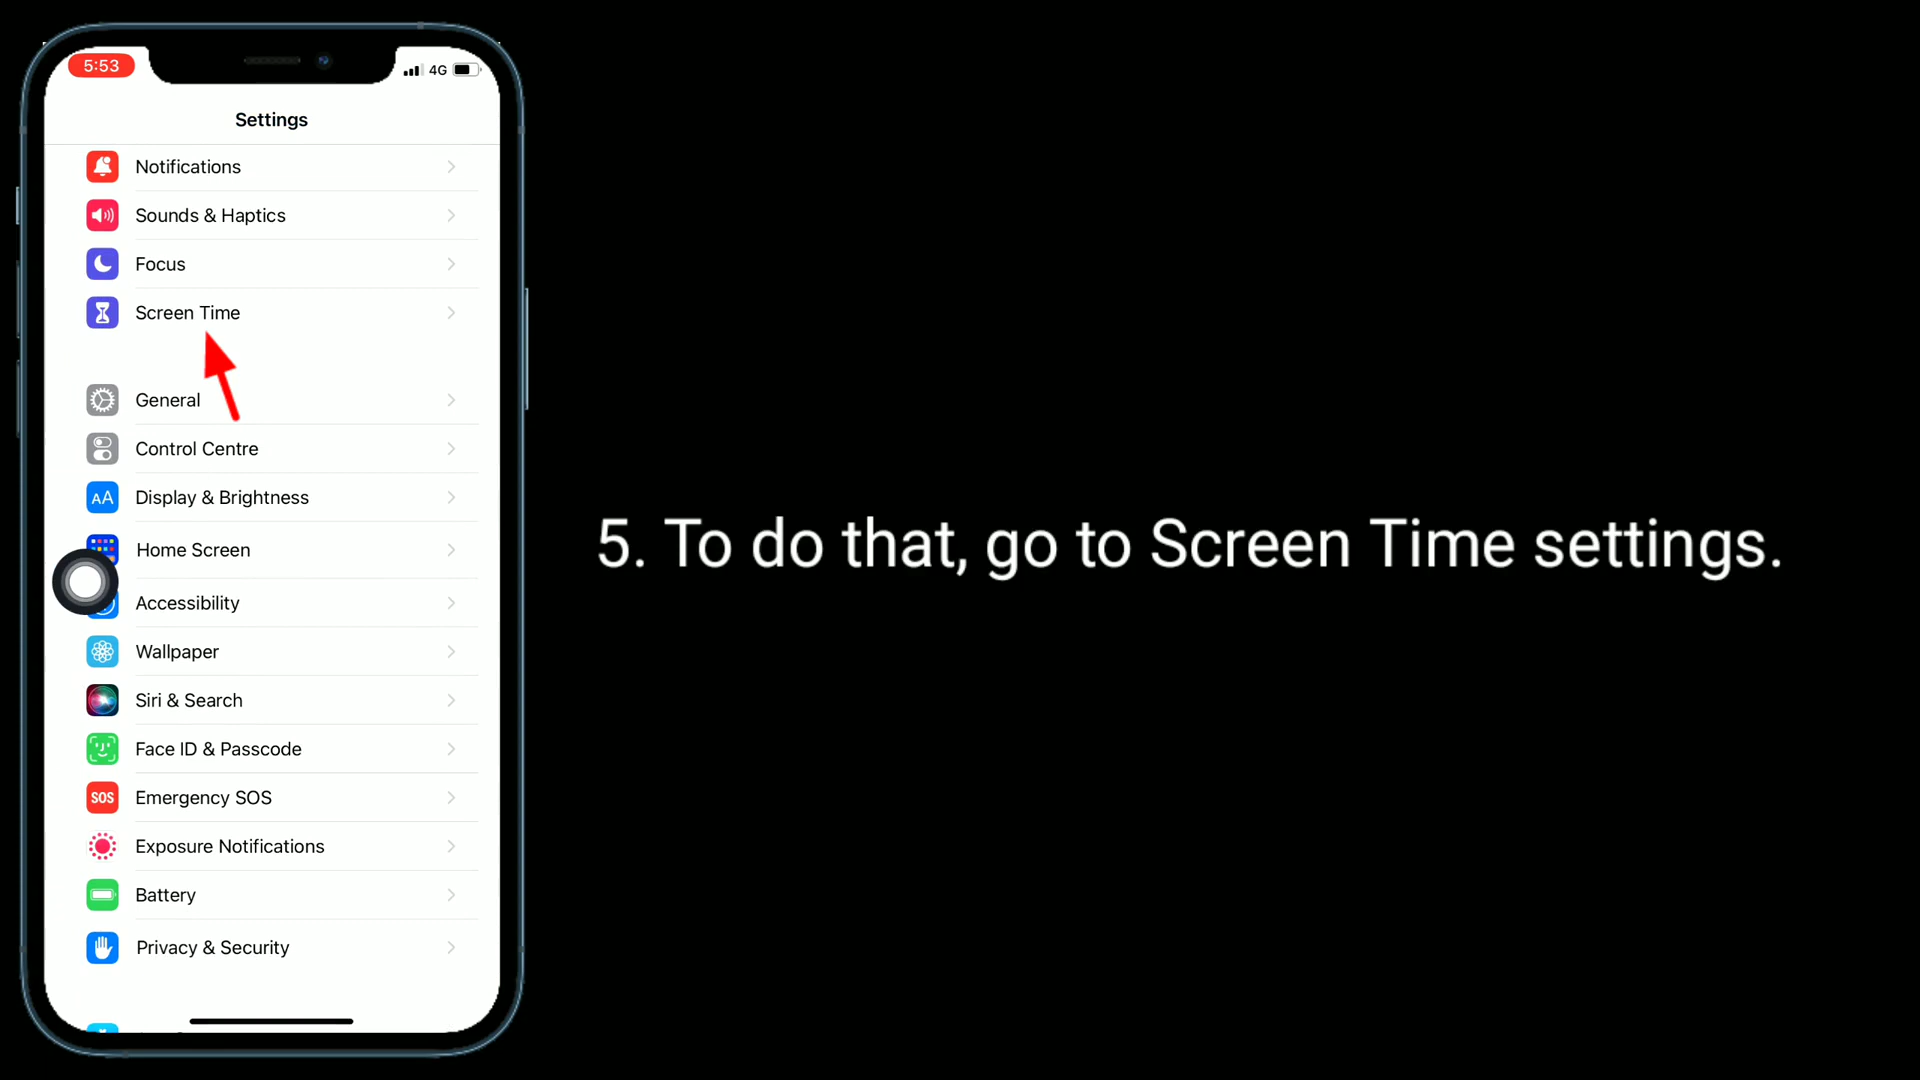 5:53
4G
Settings
Notifications
Sounds & Haptics
Focus
Screen Time
General
Control Centre
AA Display & Brightness
Home Screen
Accessibility
Wallpaper
Siri & Search
Face ID & Passcode
SOS Emergency SOS
Exposure Notifications
Battery
Privacy & Security
5. To do that, go to Screen Time settings.